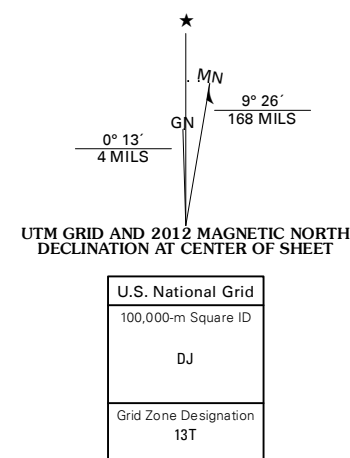 ★
MN
9° 26´
168 MILS
GN
0° 13´
4 MILS
UTM GRID AND 2012 MAGNETIC NORTH
DECLINATION AT CENTER OF SHEET
U.S. National Grid
100,000-m Square ID
DJ
Grid Zone Designation
13T